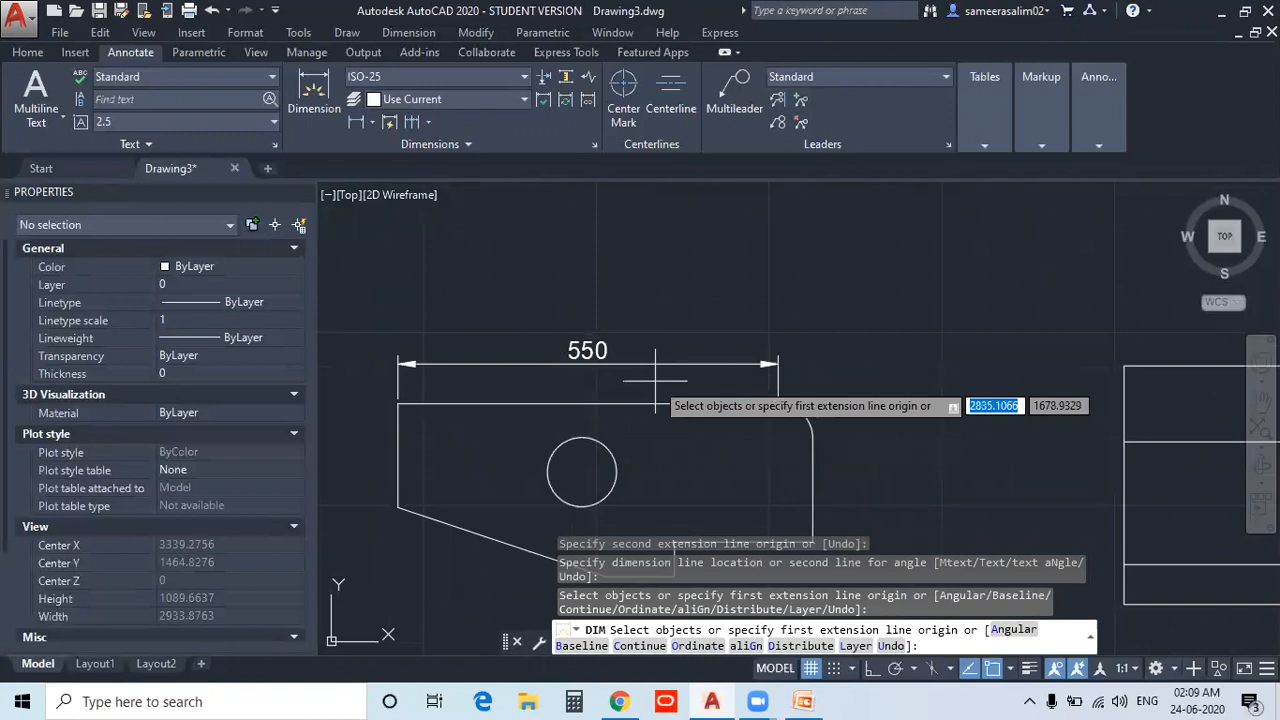 Autodesk AutoCAD 2020 - STUDENT VERSION Drawing3.dwg
Type a keyword or phrase
sameerasalim02
File Edit View Insert Format Tools Draw Dimension Modify Parametric Window Help Express
Home Insert Annotate Parametric View Manage Output Add-ins Collaborate Express Tools Featured Apps
A
Multiline
Text
ABC
Standard
Find text
2.5
Text
Dimension
ISO-25
Use Current
Dimensions
Center
Mark
Centerline
Centerlines
Multileader
Standard
Leaders
Tables
Markup
Anno...
Start Drawing3*
PROPERTIES
No selection
General
Color ByLayer
Layer 0
Linetype ByLayer
Linetype scale 1
Lineweight ByLayer
Transparency ByLayer
Thickness 0
3D Visualization
Material ByLayer
Plot style
Plot style ByColor
Plot style table None
Plot table attached to Model
Plot table type Not available
View
Center X 3339.2756
Center Y 1464.8276
Center Z 0
Height 1089.6637
Width 2933.8763
Misc
[−][Top][2D Wireframe]
N
W TOP E
S
WCS
550
Select objects or specify first extension line origin or 2835.1066 1678.9329
Y
X
Specify second extension line origin or [Undo]:
Specify dimension line location or second line for angle [Mtext/Text/text aNgle/
Undo]:
Select objects or specify first extension line origin or [Angular/Baseline/
Continue/Ordinate/aliGn/Distribute/Layer/Undo]:
DIM Select objects or specify first extension line origin or [Angular
Baseline Continue Ordinate aliGn Distribute Layer Undo]:
Model Layout1 Layout2
MODEL 1:1
Type here to search
ENG
02:09 AM
24-06-2020
3